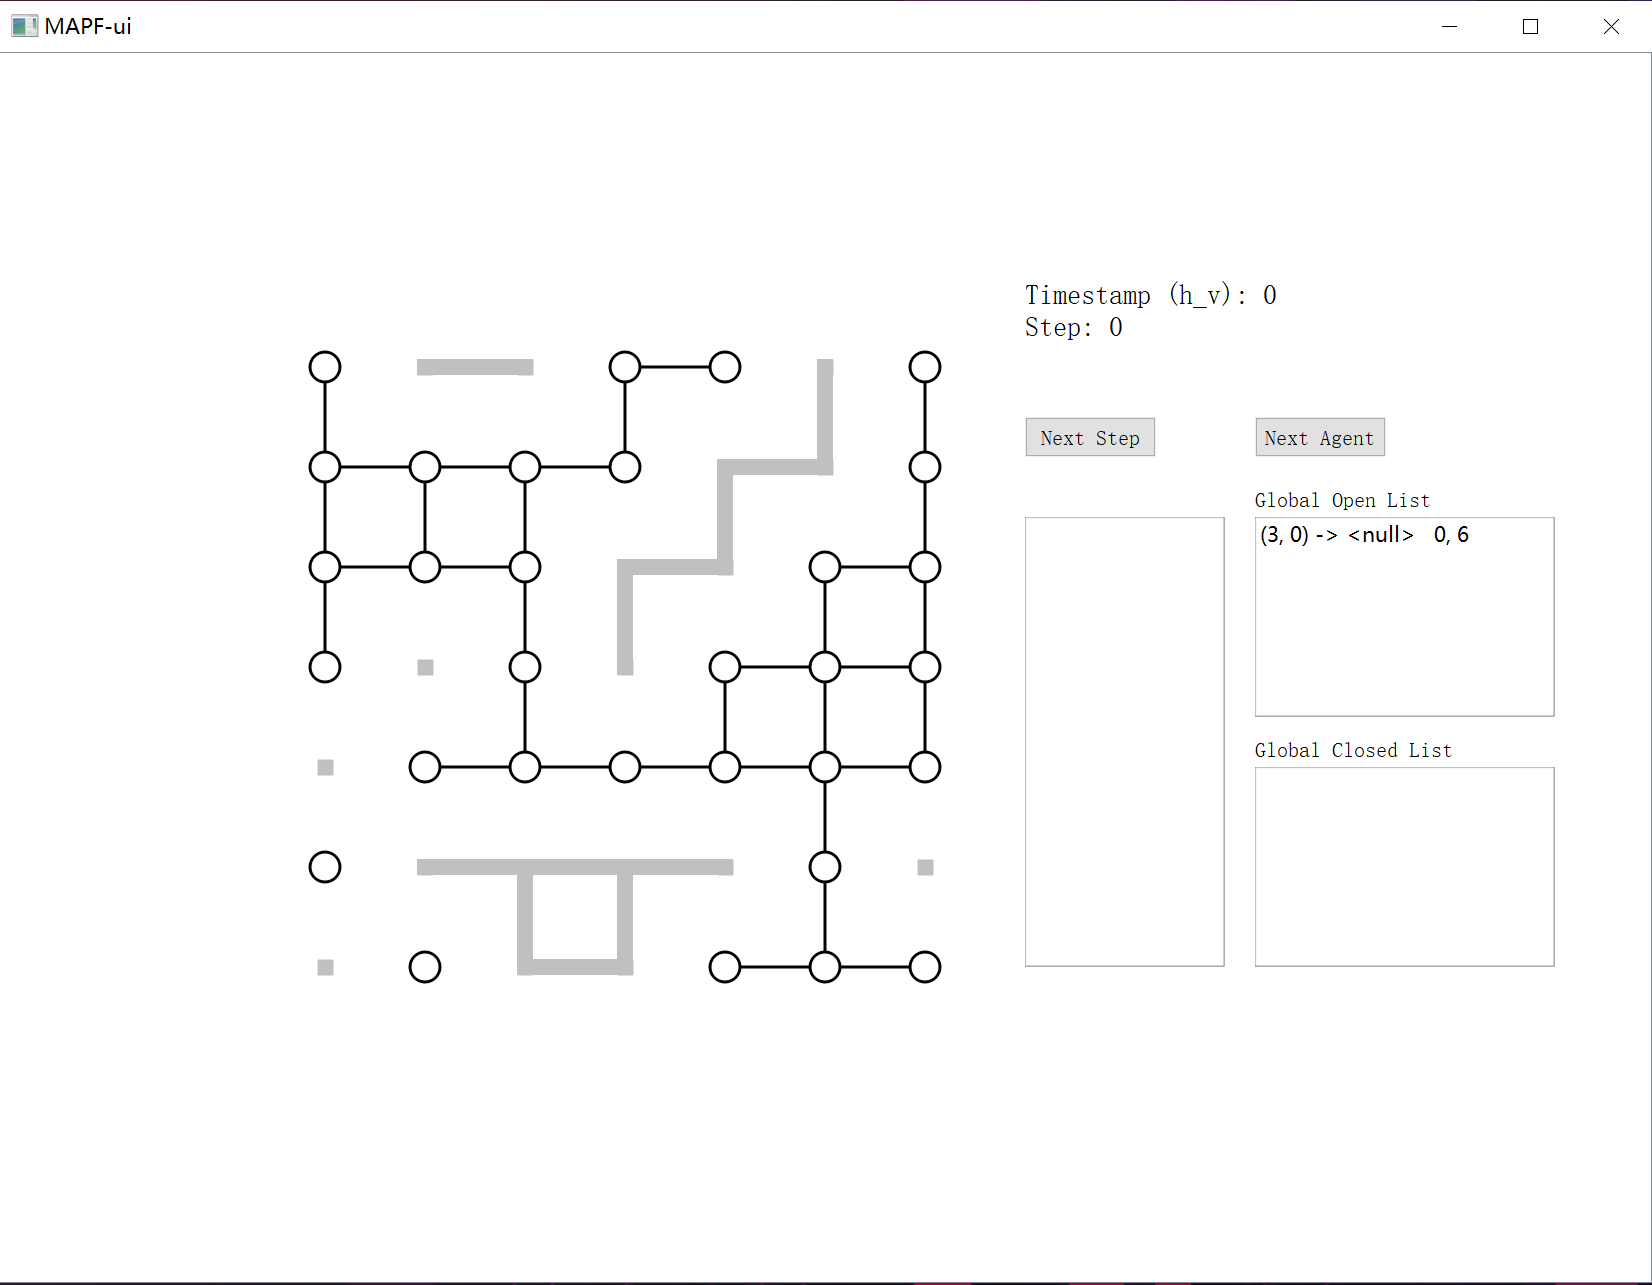 MAPF-ui
Timestamp (h_v): 0
Step: 0
Next Step
Next Agent
Global Open List
(3, 0) -> <null> 0, 6
Global Closed List